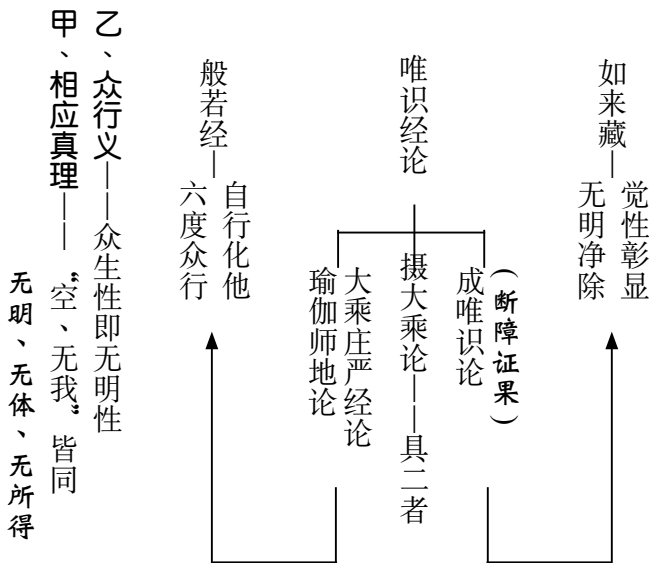 如来藏—
觉性彰显
无明净除
唯识经论
（断障证果）
成唯识论
摄大乘论——具二者
大乘庄严经论
瑜伽师地论
般若经—
自行化他
六度众行
乙、众行义——众生性即无明性
甲、相应真理——“空、无我”皆同
无明、无体、无所得